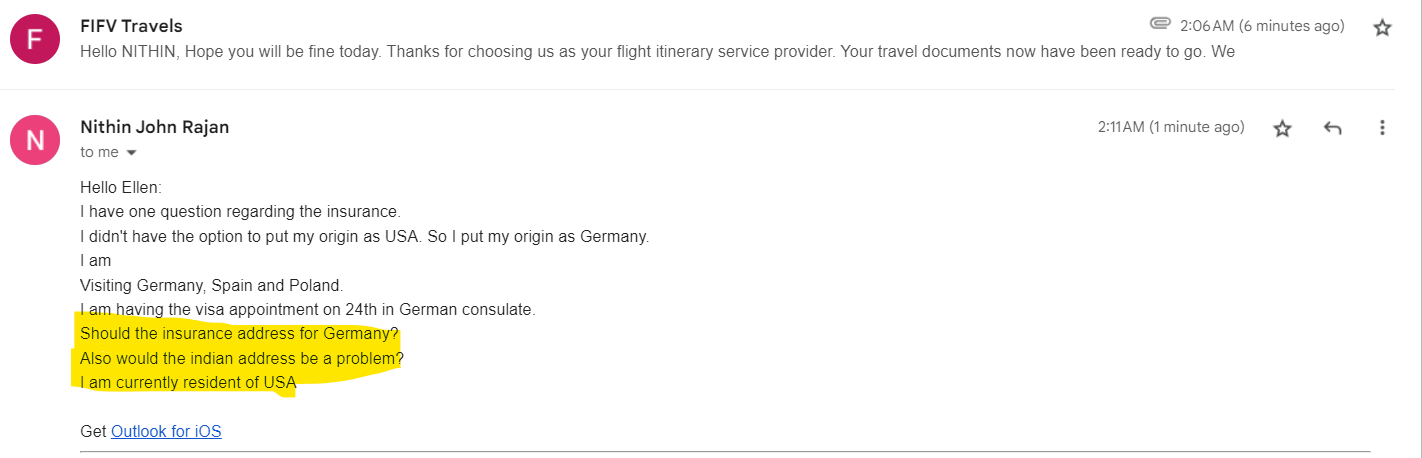 F
FIFV Travels
2:06 AM (6 minutes ago)
Hello NITHIN, Hope you will be fine today. Thanks for choosing us as your flight itinerary service provider. Your travel documents now have been ready to go. We
N
Nithin John Rajan
2:11 AM (1 minute ago)
to me
Hello Ellen:
I have one question regarding the insurance.
I didn't have the option to put my origin as USA. So I put my origin as Germany.
I am
Visiting Germany, Spain and Poland.
I am having the visa appointment on 24th in German consulate.
Should the insurance address for Germany?
Also would the indian address be a problem?
I am currently resident of USA
Get Outlook for iOS